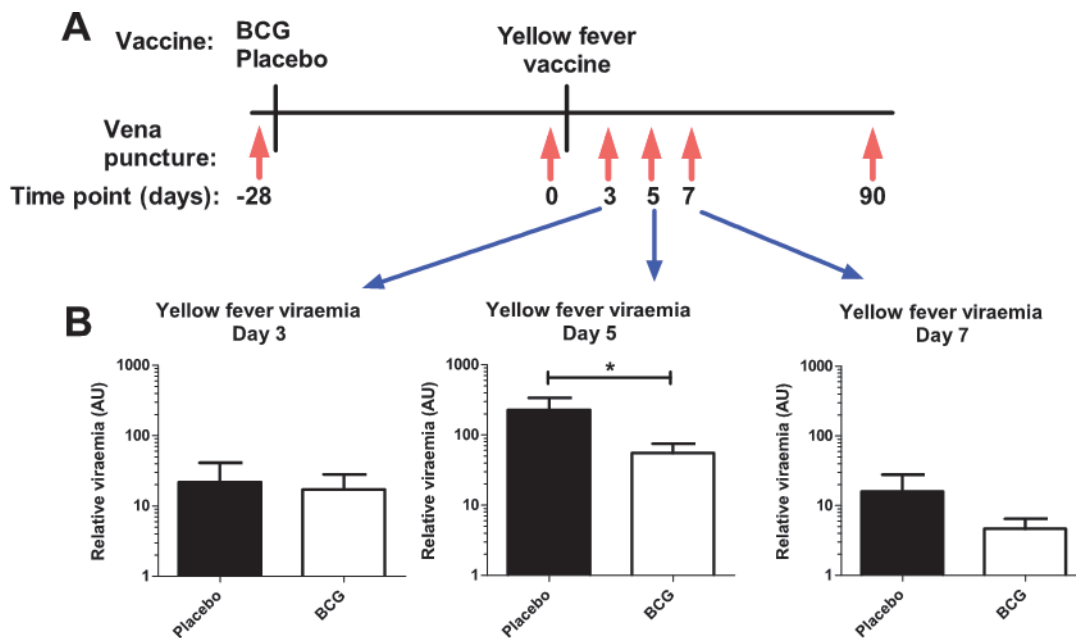 A
Vaccine:
BCG
Placebo
Yellow fever
vaccine
Vena
puncture:
Time point (days): -28 0 3 5 7 90
B
Yellow fever viraemia
Day 3
Relative viraemia (AU)
1000
100
10
1
Placebo
BCG
Yellow fever viraemia
Day 5
Relative viraemia (AU)
1000
100
10
1
*
Placebo
BCG
Yellow fever viraemia
Day 7
Relative viraemia (AU)
1000
100
10
1
Placebo
BCG